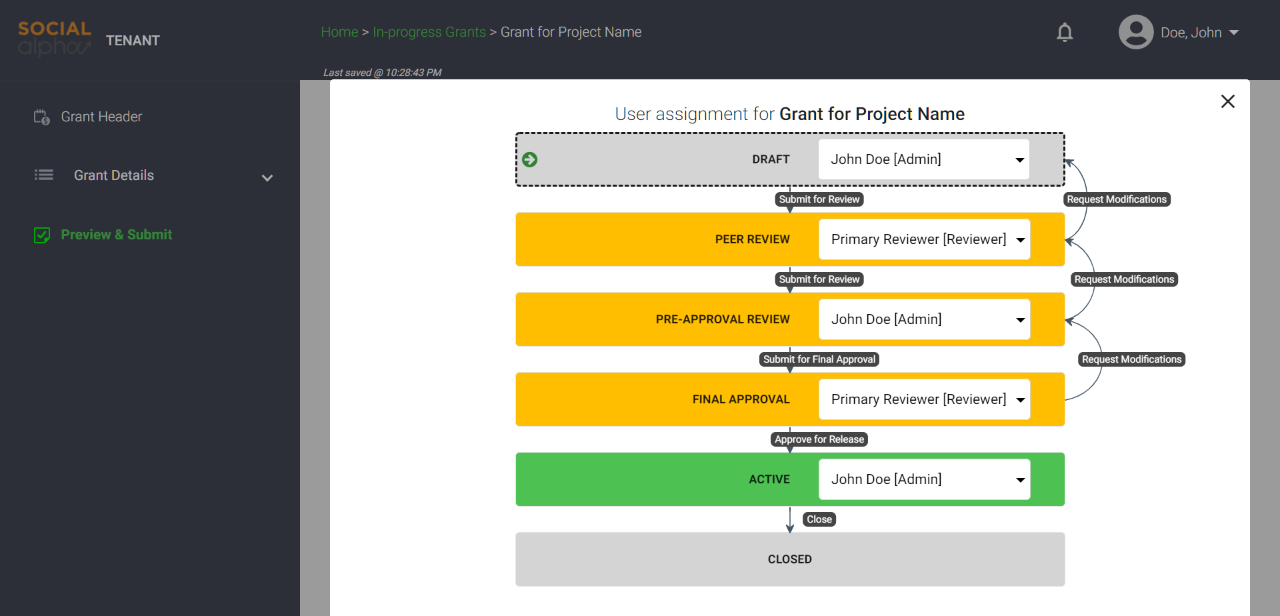 SOCIAL
alpha
TENANT
Home > In-progress Grants > Grant for Project Name
Doe, John
Last saved @ 10:28:43 PM
Grant Header
Grant Details
Preview & Submit
User assignment for Grant for Project Name
DRAFT
John Doe [Admin]
Submit for Review
Request Modifications
PEER REVIEW
Primary Reviewer [Reviewer]
Submit for Review
Request Modifications
PRE-APPROVAL REVIEW
John Doe [Admin]
Submit for Final Approval
Request Modifications
FINAL APPROVAL
Primary Reviewer [Reviewer]
Approve for Release
ACTIVE
John Doe [Admin]
Close
CLOSED